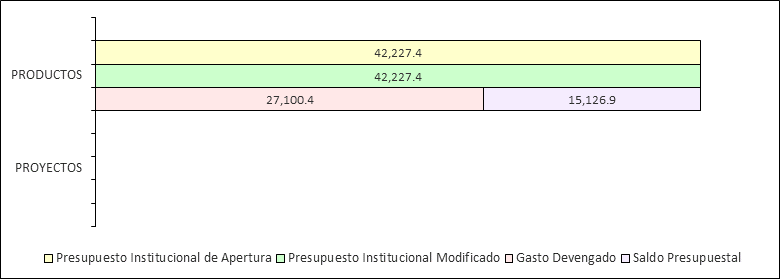 42,227.4
PRODUCTOS
42,227.4
27,100.4 15,126.9
PROYECTOS
Presupuesto Institucional de Apertura Presupuesto Institucional Modificado Gasto Devengado Saldo Presupuestal